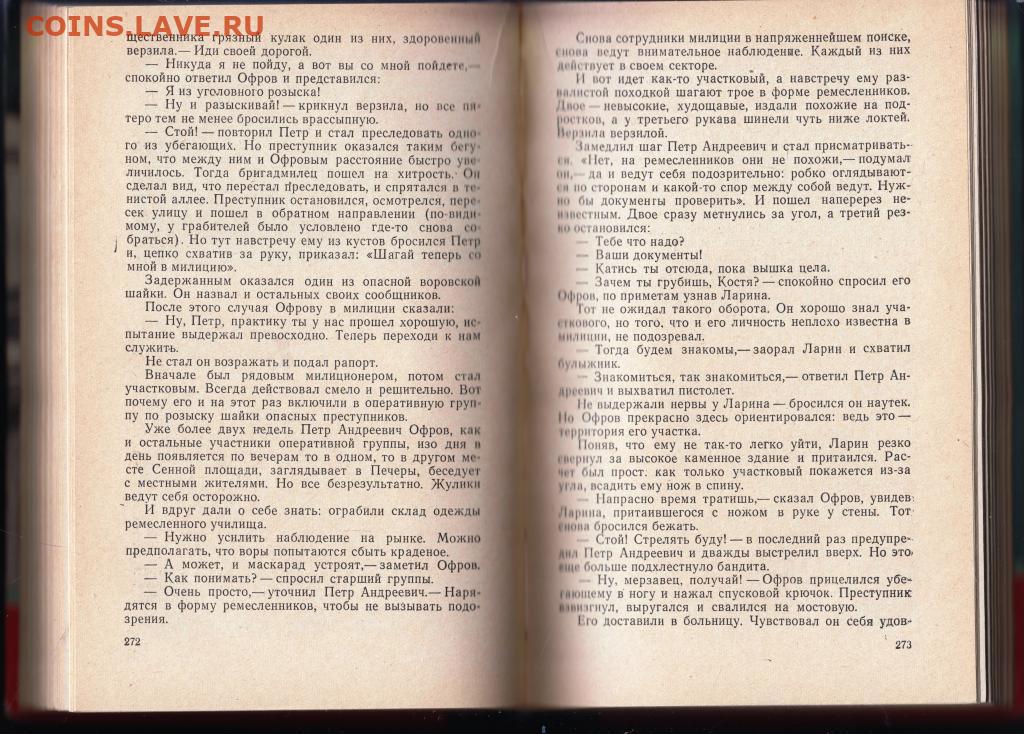 COINS.LAVE.RU
щественника грязный кулак один из них, здоровенный
верзила.— Иди своей дорогой.
— Никуда я не пойду, а вот вы со мной пойдете,—
спокойно ответил Офров и представился:
— Я из уголовного розыска!
— Ну и разыскивай! — крикнул верзила, но все пя-
теро тем не менее бросились врассыпную.
— Стой! — повторил Петр и стал преследовать одно-
го из убегающих. Но преступник оказался таким бегу-
ном, что между ним и Офровым расстояние быстро уве-
личилось. Тогда бригадмилец пошел на хитрость. Он
сделал вид, что перестал преследовать, и спрятался в те-
нистой аллее. Преступник остановился, осмотрелся, пере-
сек улицу и пошел в обратном направлении (по-види-
мому, у грабителей было условлено где-то снова со-
браться). Но тут навстречу ему из кустов бросился Петр
и, цепко схватив за руку, приказал: «Шагай теперь со
мной в милицию».
Задержанным оказался один из опасной воровской
шайки. Он назвал и остальных своих сообщников.
После этого случая Офрову в милиции сказали:
— Ну, Петр, практику ты у нас прошел хорошую, ис-
пытание выдержал превосходно. Теперь переходи к нам
служить.
Не стал он возражать и подал рапорт.
Вначале был рядовым милиционером, потом стал
участковым. Всегда действовал смело и решительно. Вот
почему его и на этот раз включили в оперативную груп-
пу по розыску шайки опасных преступников.
Уже более двух недель Петр Андреевич Офров, как
и остальные участники оперативной группы, изо дня в
день появляется по вечерам то в одном, то в другом ме-
сте Сенной площади, заглядывает в Печеры, беседует
с местными жителями. Но все безрезультатно. Жулики
ведут себя осторожно.
И вдруг дали о себе знать: ограбили склад одежды
ремесленного училища.
— Нужно усилить наблюдение на рынке. Можно
предполагать, что воры попытаются сбыть краденое.
— А может, и маскарад устроят,— заметил Офров.
— Как понимать? — спросил старший группы.
— Очень просто,— уточнил Петр Андреевич.— Наря-
дятся в форму ремесленников, чтобы не вызывать подо-
зрения.
272
Снова сотрудники милиции в напряженнейшем поиске,
снова ведут внимательное наблюдение. Каждый из них
действует в своем секторе.
И вот идет как-то участковый, а навстречу ему раз-
валистой походкой шагают трое в форме ремесленников.
Двое — невысокие, худощавые, издали похожие на под-
ростков, а у третьего рукава шинели чуть ниже локтей.
Верзила верзилой.
Замедлил шаг Петр Андреевич и стал присматривать-
ся. «Нет, на ремесленников они не похожи,— подумал
он,— да и ведут себя подозрительно: робко оглядывают-
ся по сторонам и какой-то спор между собой ведут. Нуж-
но бы документы проверить». И пошел наперерез не-
известным. Двое сразу метнулись за угол, а третий рез-
ко остановился:
— Тебе что надо?
— Ваши документы!
— Катись ты отсюда, пока вышка цела.
— Зачем ты грубишь, Костя? — спокойно спросил его
Офров, по приметам узнав Ларина.
Тот не ожидал такого оборота. Он хорошо знал уча-
сткового, но того, что и его личность неплохо известна в
милиции, не подозревал.
— Тогда будем знакомы,— заорал Ларин и схватил
булыжник.
— Знакомиться, так знакомиться,— ответил Петр Ан-
дреевич и выхватил пистолет.
Не выдержали нервы у Ларина — бросился он наутек.
Но Офров прекрасно здесь ориентировался: ведь это —
территория его участка.
Поняв, что ему не так-то легко уйти, Ларин резко
свернул за высокое каменное здание и притаился. Рас-
чет был прост: как только участковый покажется из-за
угла, всадить ему нож в спину.
— Напрасно время тратишь,— сказал Офров, увидев
Ларина, притаившегося с ножом в руке у стены. Тот
снова бросился бежать.
— Стой! Стрелять буду! — в последний раз предупре-
дил Петр Андреевич и дважды выстрелил вверх. Но это
еще больше подхлестнуло бандита.
— Ну, мерзавец, получай! — Офров прицелился убе-
гающему в ногу и нажал спусковой крючок. Преступник
взвизгнул, выругался и свалился на мостовую.
Его доставили в больницу. Чувствовал он себя удов-
273